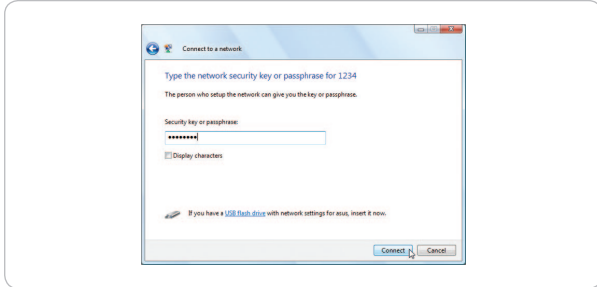 Connect to a network
Type the network security key or passphrase for 1234
The person who setup the network can give you the key or passphrase.
Security key or passphrase:
••••••••
Display characters
If you have a USB flash drive with network settings for asus, insert it now.
Connect
Cancel